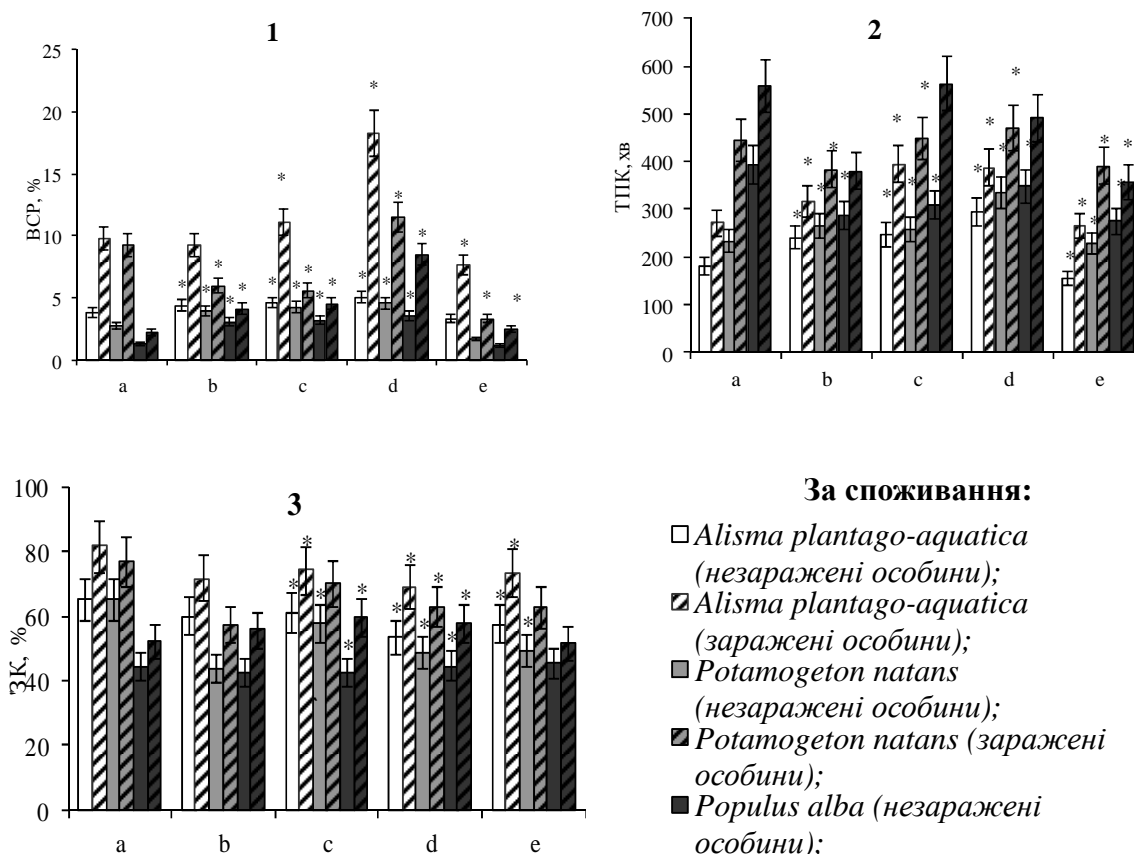 1
25
20
15
10
5
0
ВСР, %
a b c d e
2
700
600
500
400
300
200
100
0
ТПК, хв
a b c d e
3
100
80
60
40
20
0
ЗК, %
a b c d e
За споживання:
Alisma plantago-aquatica
(незаражені особини);
Alisma plantago-aquatica
(заражені особини);
Potamogeton natans
(незаражені особини);
Potamogeton natans (заражені
особини);
Populus alba (незаражені
особини);